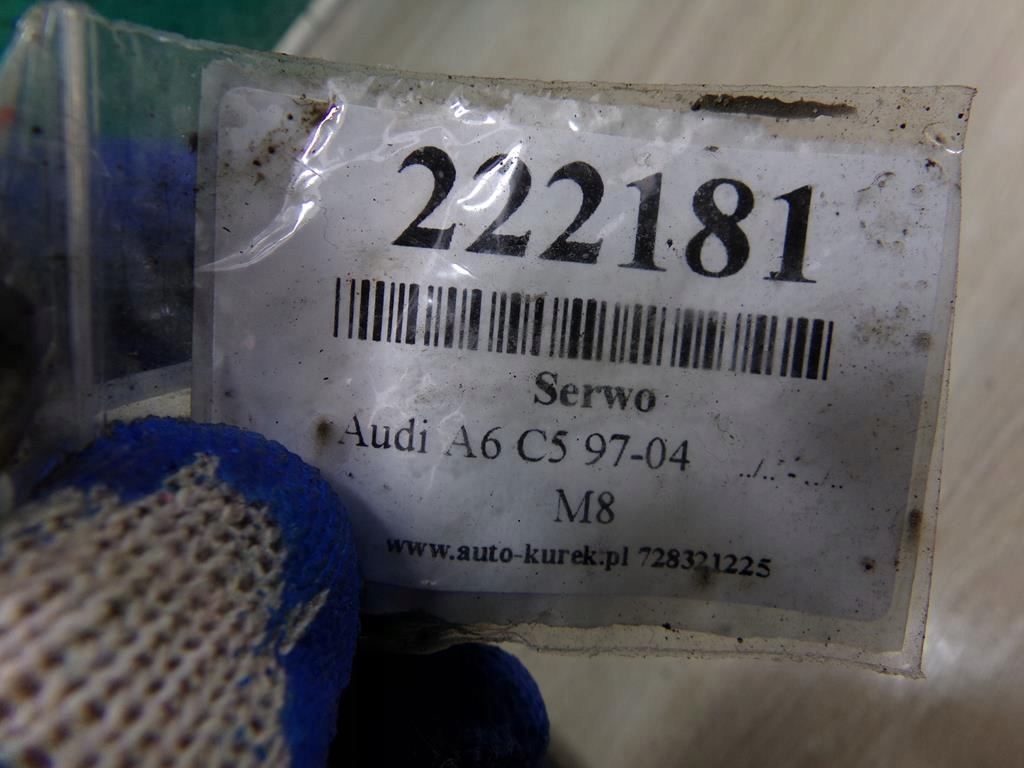 222181
Serwo
Audi A6 C5 97-04 ../..-../..
M8
www.auto-kurek.pl 728321225